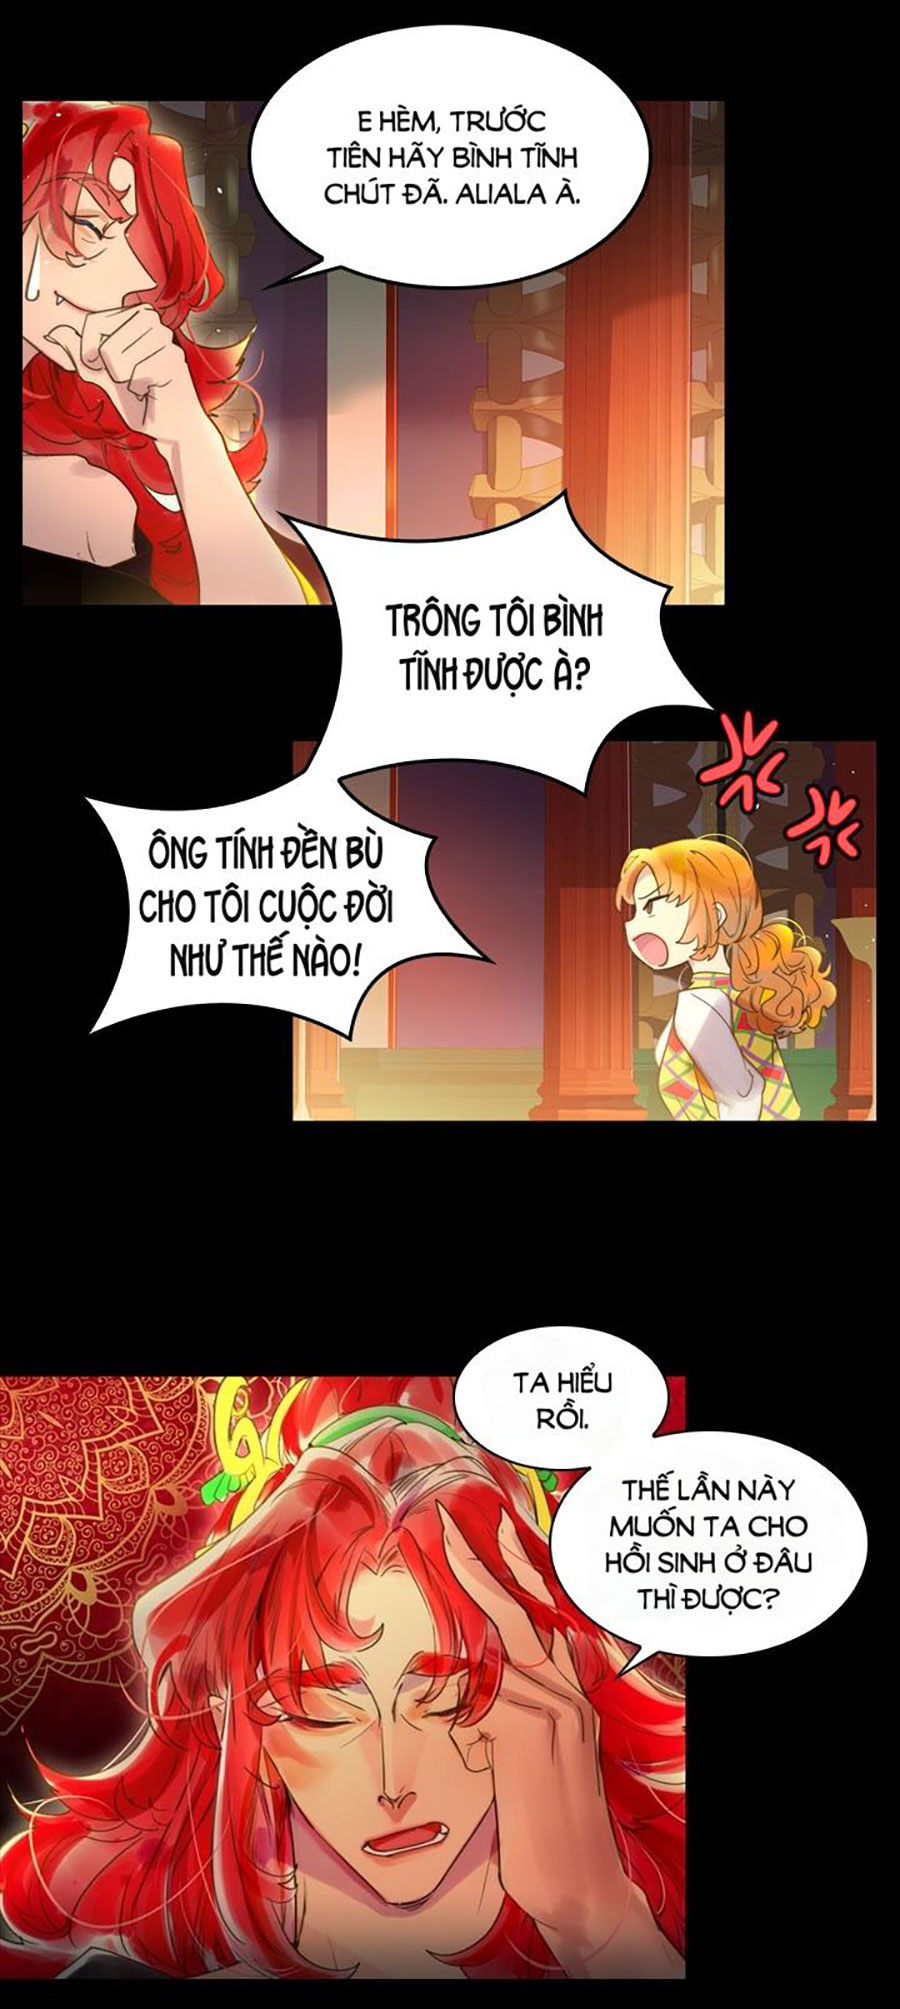 E HÈM, TRƯỚC
TIÊN HÃY BÌNH TĨNH
CHÚT ĐÃ. ALIALA À.
TRÔNG TÔI BÌNH
TĨNH ĐƯỢC À?
ÔNG TÍNH ĐỀN BÙ
CHO TÔI CUỘC ĐỜI
NHƯ THẾ NÀO!
TA HIỂU
RỒI.
THẾ LẦN NÀY
MUỐN TA CHO
HỒI SINH Ở ĐÂU
THÌ ĐƯỢC?